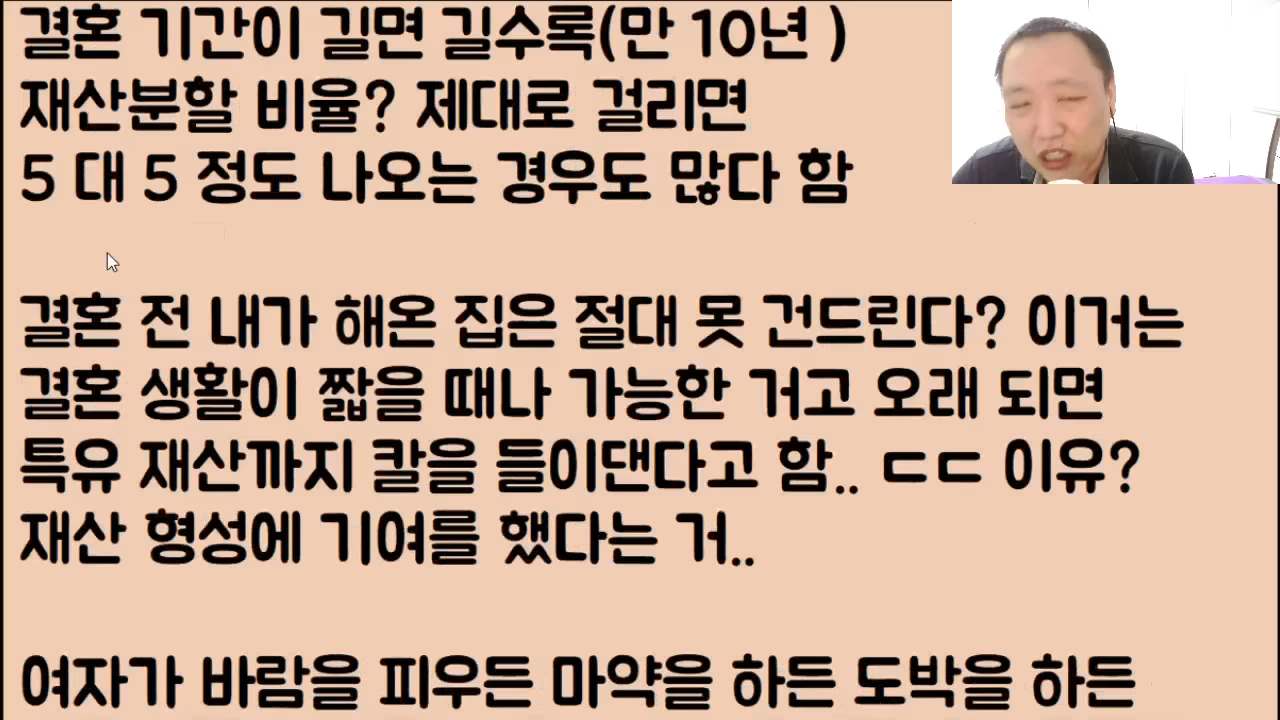 결혼 기간이 길면 길수록(만 10년 )
재산분할 비율? 제대로 걸리면
5 대 5 정도 나오는 경우도 많다 함
결혼 전 내가 해온 집은 절대 못 건드린다? 이거는
결혼 생활이 짧을 때나 가능한 거고 오래 되면
특유 재산까지 칼을 들이댄다고 함.. ㄷㄷ 이유?
재산 형성에 기여를 했다는 거..
여자가 바람을 피우든 마약을 하든 도박을 하든